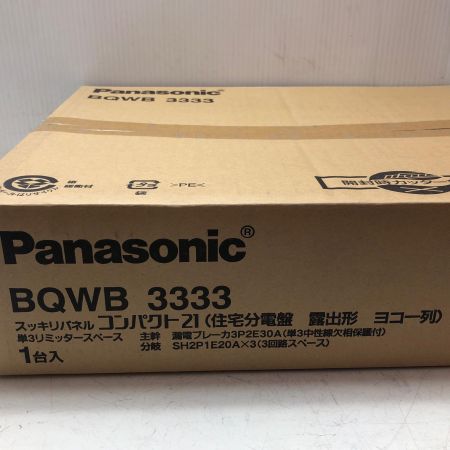 Panasonic
BQWB 3333
>PE<
袋
Panasonic®
BQWB 3333
スッキリパネル コンパクト21(住宅分電盤 露出形 ヨコ一列)
単3リミッタースペース 主幹 漏電ブレーカ3P2E30A(単3中性線欠相保護付)
分岐 SH2P1E20A×3(3回路スペース)
1台入